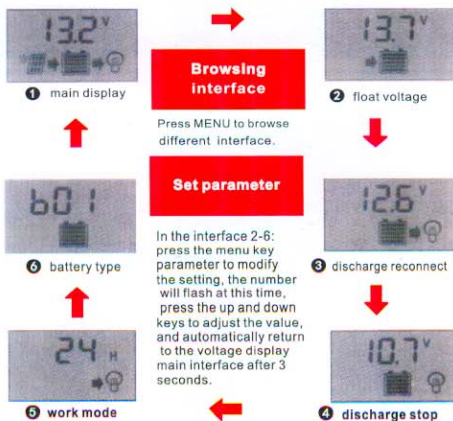 13.2 V
❶ main display
Browsing
interface
Press MENU to browse
different interface.
13.7 V
❷ float voltage
12.6 V
❸ discharge reconnect
10.7 V
❹ discharge stop
24 H
❺ work mode
b01
❻ battery type
Set parameter
In the interface 2-6:
press the menu key
parameter to modify
the setting, the number
will flash at this time,
press the up and down
keys to adjust the value,
and automatically return
to the voltage display
main interface after 3
seconds.